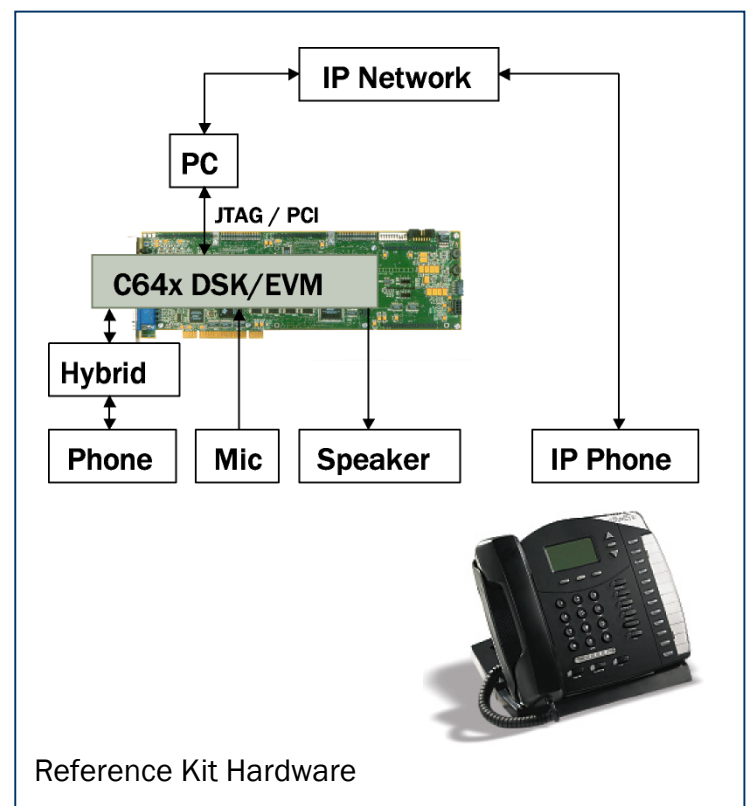 IP Network
PC
JTAG / PCI
C64x DSK/EVM
Hybrid
Phone
Mic
Speaker
IP Phone
Reference Kit Hardware